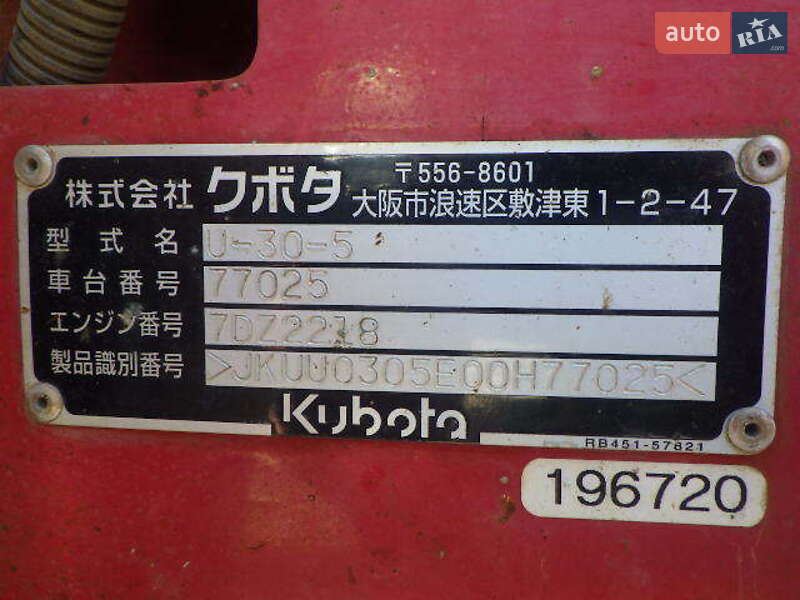 auto RIA.com
株式会社 クボタ 〒556-8601
大阪市浪速区敷津東1-2-47
型式名 U-30-5
車台番号 77025
エンジン番号 7DZ2218
製品識別番号 >JKUU0305E00H77025<
Kubota
RB451-57821
196720